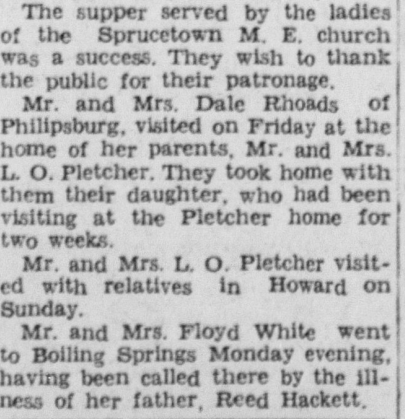 The supper served by the ladies
of the Sprucetown M. E. church
was a success. They wish to thank
the public for their patronage.
Mr. and Mrs. Dale Rhoads of
Philipsburg, visited on Friday at the
home of her parents, Mr. and Mrs.
L. O. Pletcher. They took home with
them their daughter, who had been
visiting at the Pletcher home for
two weeks.
Mr. and Mrs. L. O. Pletcher visit-
ed with relatives in Howard on
Sunday.
Mr. and Mrs. Floyd White went
to Boiling Springs Monday evening,
having been called there by the ill-
ness of her father, Reed Hackett.